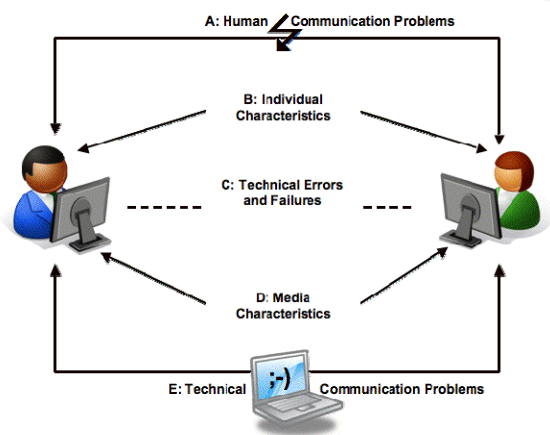 A: Human Communication Problems
B: Individual
Characteristics
C: Technical Errors
and Failures
D: Media
Characteristics
;-)
E: Technical Communication Problems